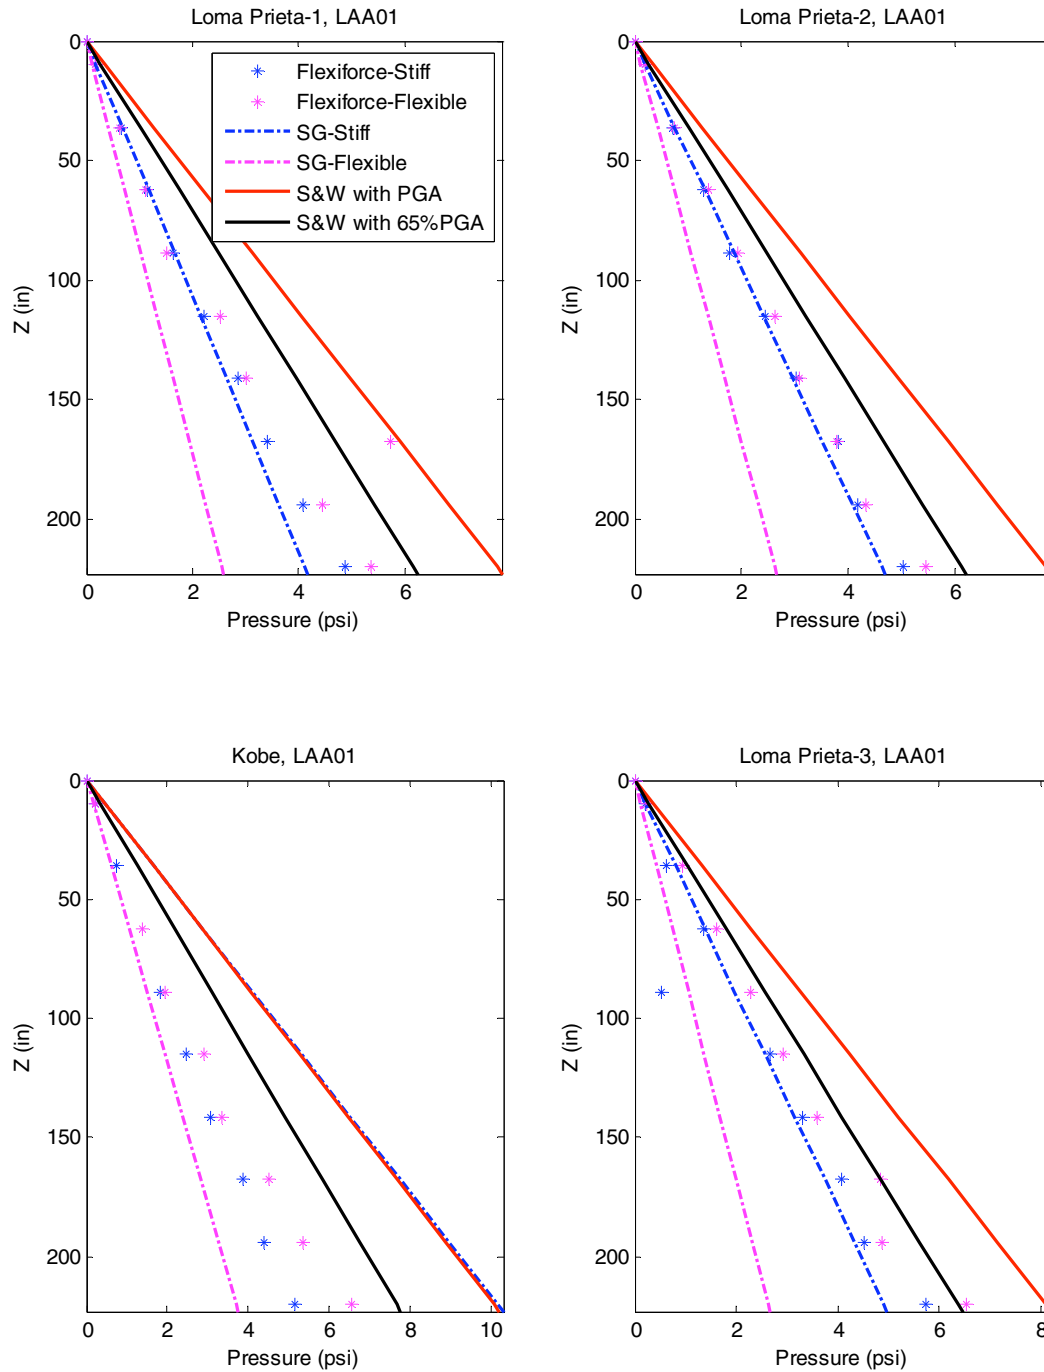 Loma Prieta-1, LAA01
0
50
100
150
200
Z (in)
Flexiforce-Stiff
Flexiforce-Flexible
SG-Stiff
SG-Flexible
S&W with PGA
S&W with 65%PGA
0 2 4 6
Pressure (psi)
Loma Prieta-2, LAA01
0
50
100
150
200
Z (in)
0 2 4 6
Pressure (psi)
Kobe, LAA01
0
50
100
150
200
Z (in)
0 2 4 6 8 10
Pressure (psi)
Loma Prieta-3, LAA01
0
50
100
150
200
Z (in)
0 2 4 6 8
Pressure (psi)